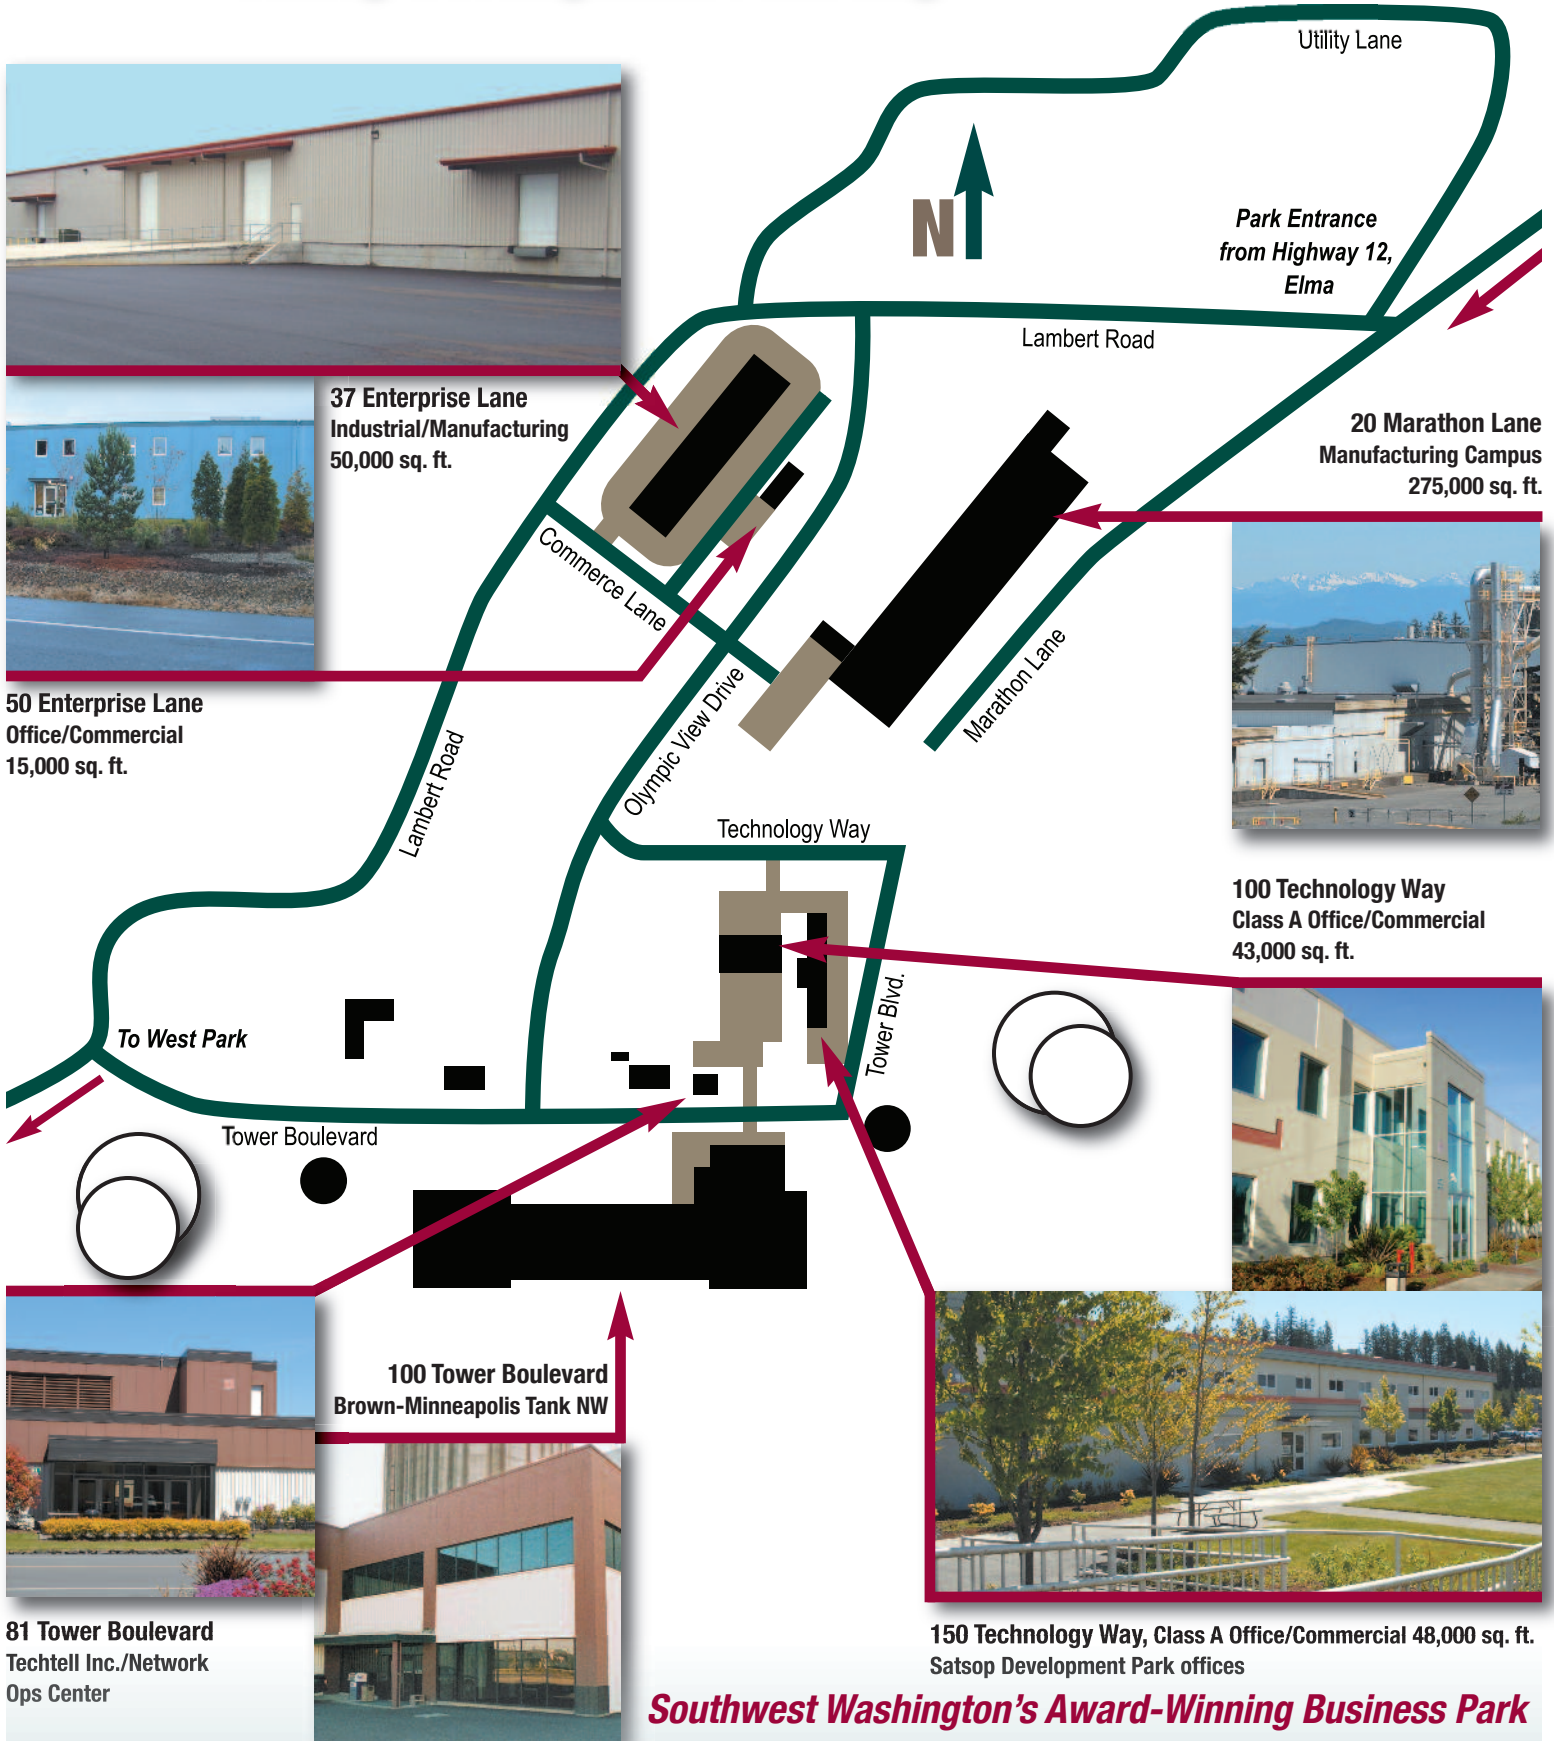 Utility Lane
N
Park Entrance
from Highway 12,
Elma
Lambert Road
37 Enterprise Lane
Industrial/Manufacturing
50,000 sq. ft.
20 Marathon Lane
Manufacturing Campus
275,000 sq. ft.
Commerce Lane
Marathon Lane
50 Enterprise Lane
Office/Commercial
15,000 sq. ft.
Olympic View Drive
Lambert Road
Technology Way
100 Technology Way
Class A Office/Commercial
43,000 sq. ft.
Tower Blvd.
To West Park
Tower Boulevard
100 Tower Boulevard
Brown-Minneapolis Tank NW
81 Tower Boulevard
Techtell Inc./Network
Ops Center
150 Technology Way, Class A Office/Commercial 48,000 sq. ft.
Satsop Development Park offices
Southwest Washington's Award-Winning Business Park